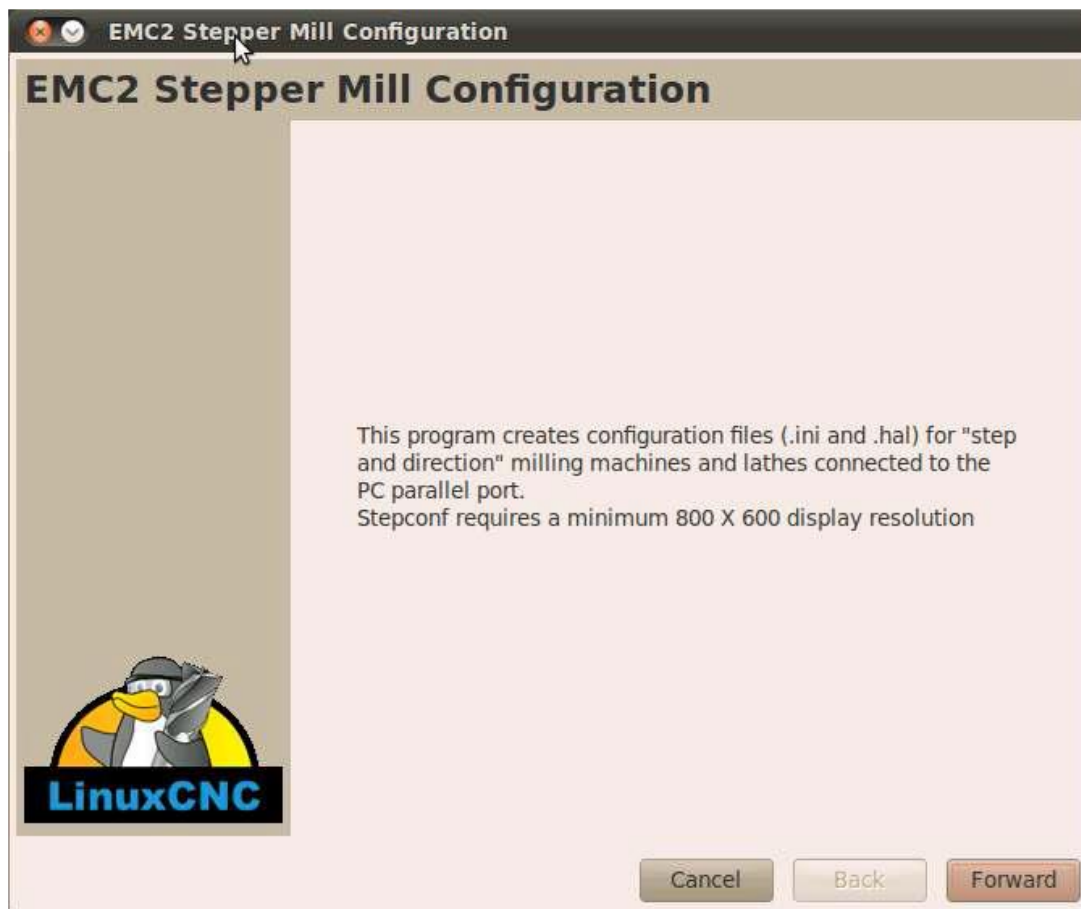 EMC2 Stepper Mill Configuration
EMC2 Stepper Mill Configuration
This program creates configuration files (.ini and .hal) for "step
and direction" milling machines and lathes connected to the
PC parallel port.
Stepconf requires a minimum 800 X 600 display resolution
LinuxCNC
Cancel
Back
Forward